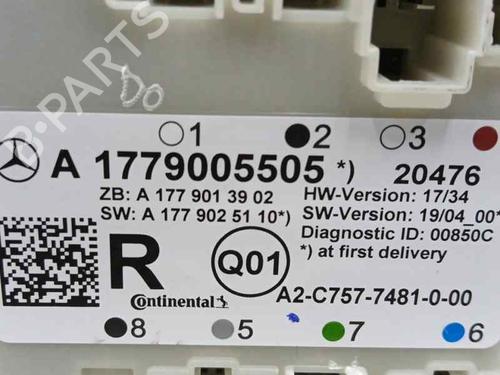 1 2 3
A 1779005505 *) 20476
ZB: A 177 901 39 02 HW-Version: 17/34
SW: A 177 902 51 10*) SW-Version: 19/04_00*
Diagnostic ID: 00850C
*) at first delivery
R Q01
Continental A2-C757-7481-0-00
8 5 7 6